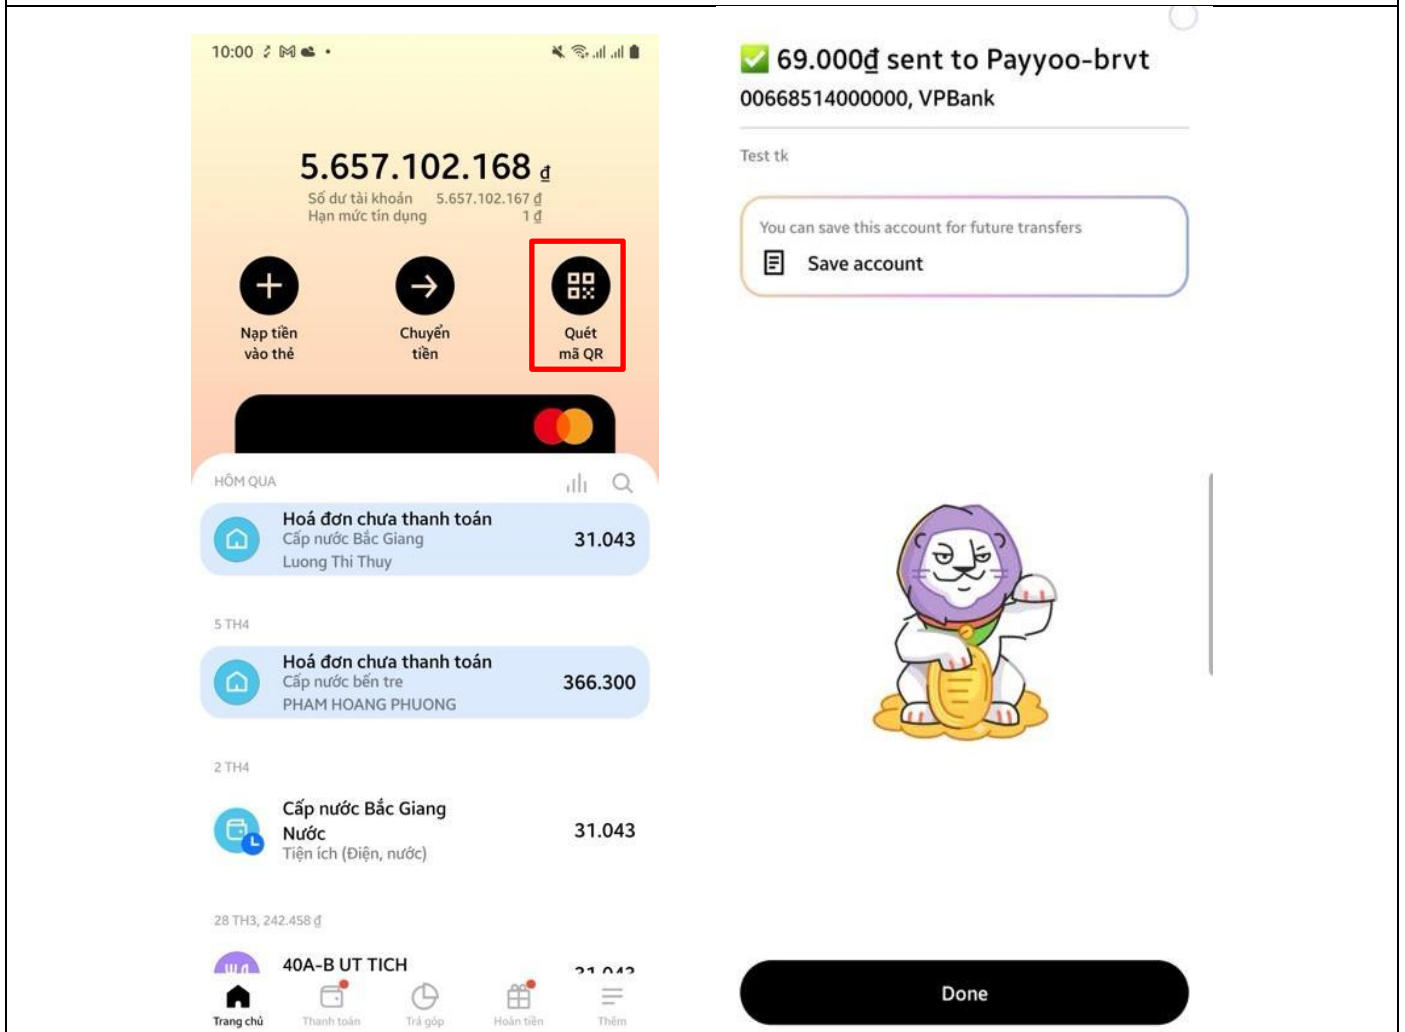 10:00
5.657.102.168 ₫
Số dư tài khoản 5.657.102.167 ₫
Hạn mức tín dụng 1 ₫
Nạp tiền
vào thẻ
Chuyển
tiền
Quét
mã QR
HÔM QUA
Hoá đơn chưa thanh toán
Cấp nước Bắc Giang
31.043
Luong Thi Thuy
5 TH4
Hoá đơn chưa thanh toán
Cấp nước bến tre
366.300
PHAM HOANG PHUONG
2 TH4
Cấp nước Bắc Giang
Nước
31.043
Tiện ích (Điện, nước)
28 TH3, 242.458 ₫
40A-B UT TICH
Trang chủ
Thanh toán
Trả góp
Hoàn tiền
Thêm
69.000₫ sent to Payyoo-brvt
00668514000000, VPBank
Test tk
You can save this account for future transfers
Save account
Done